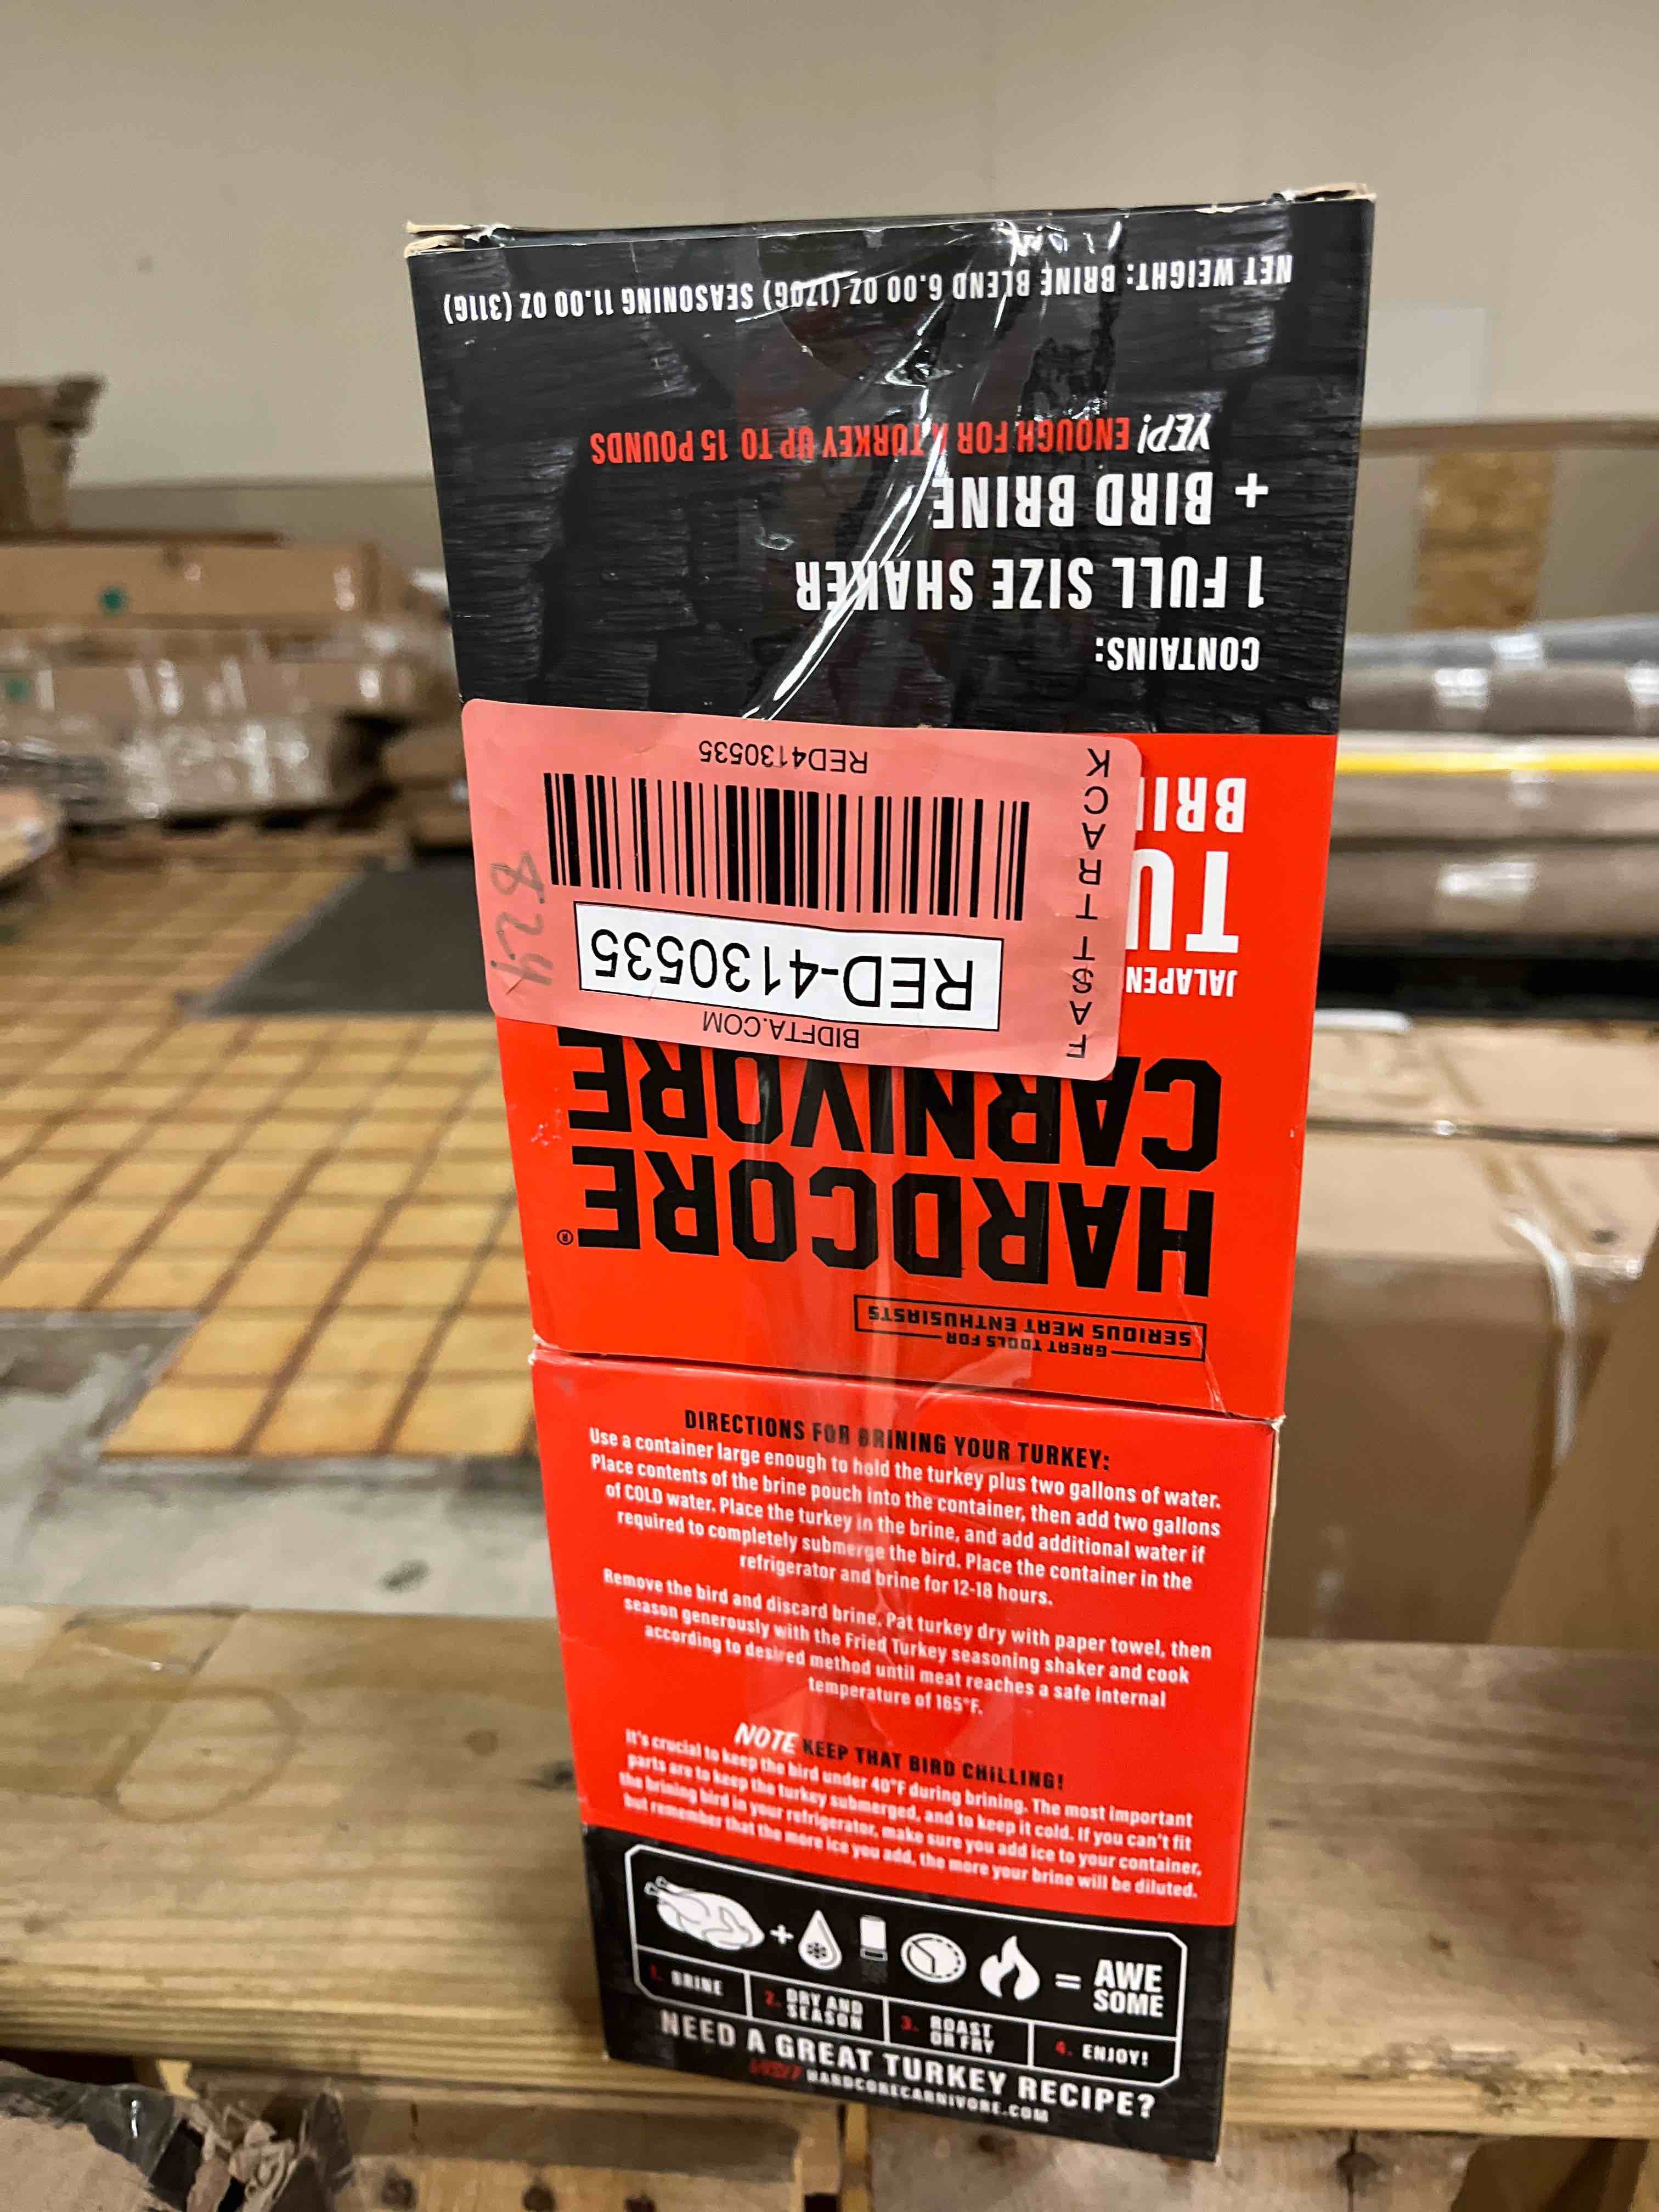 GREAT TOOLS FOR
SERIOUS MEAT ENTHUSIASTS
HARDCORE®
CARNIVORE
BIDFTA.COM
RED-4130535
RED4130535
FAST TRACK
824
JALAPEN
TU
BRI
CONTAINS:
1 FULL SIZE SHAKER
+ BIRD BRINE
YEP! ENOUGH FOR A TURKEY UP TO 15 POUNDS
NET WEIGHT: BRINE BLEND 6.00 OZ (170G) SEASONING 11.00 OZ (311G)
DIRECTIONS FOR BRINING YOUR TURKEY:
Use a container large enough to hold the turkey plus two gallons of water.
Place contents of the brine pouch into the container, then add two gallons
of COLD water. Place the turkey in the brine, and add additional water if
required to completely submerge the bird. Place the container in the
refrigerator and brine for 12-18 hours.
Remove the bird and discard brine. Pat turkey dry with paper towel, then
season generously with the Fried Turkey seasoning shaker and cook
according to desired method until meat reaches a safe internal
temperature of 165°F.
NOTE KEEP THAT BIRD CHILLING!
It's crucial to keep the bird under 40°F during brining. The most important
parts are to keep the turkey submerged, and to keep it cold. If you can't fit
the brining bird in your refrigerator, make sure you add ice to your container,
but remember that the more ice you add, the more your brine will be diluted.
+ = AWE
SOME
1. BRINE
2. DRY AND
SEASON
3. ROAST
OR FRY
4. ENJOY!
NEED A GREAT TURKEY RECIPE?
VISIT HARDCORECARNIVORE.COM